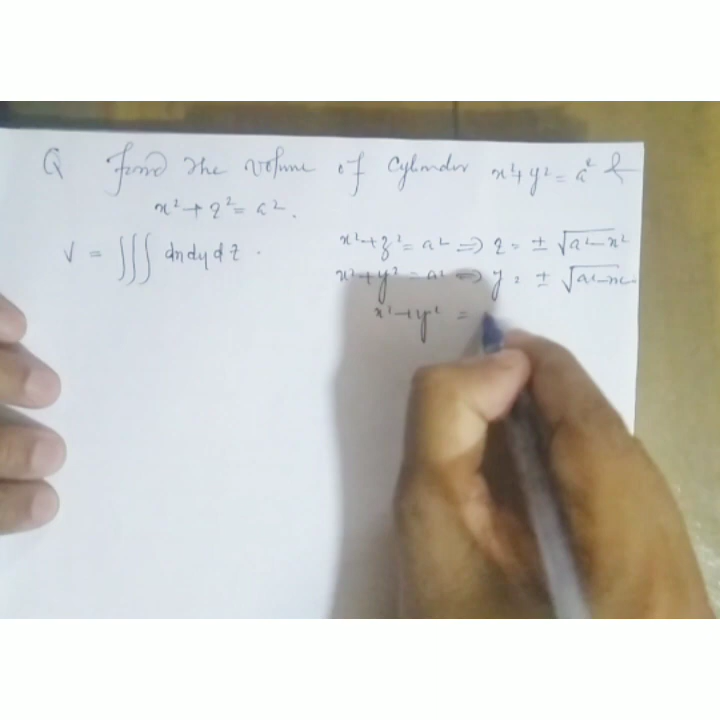 Q Find the volume of Cylinder x²+y²=a² &
x²+z²=a².
V = ∫∫∫ dxdydz . x²+z²=a² ⇒ z = ± √a²-x²
x²+y²=a² ⇒ y = ± √a²-x²
x²+y² =